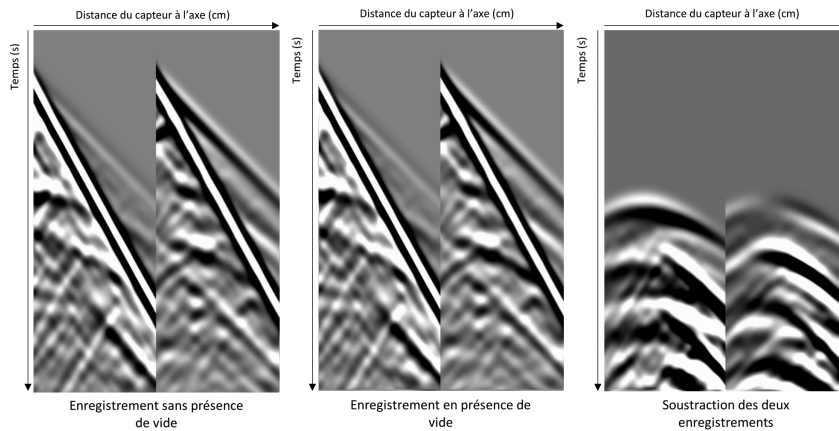 Distance du capteur à l'axe (cm)
Temps (s)
Enregistrement sans présence
de vide
Distance du capteur à l'axe (cm)
Temps (s)
Enregistrement en présence de
vide
Distance du capteur à l'axe (cm)
Temps (s)
Soustraction des deux
enregistrements